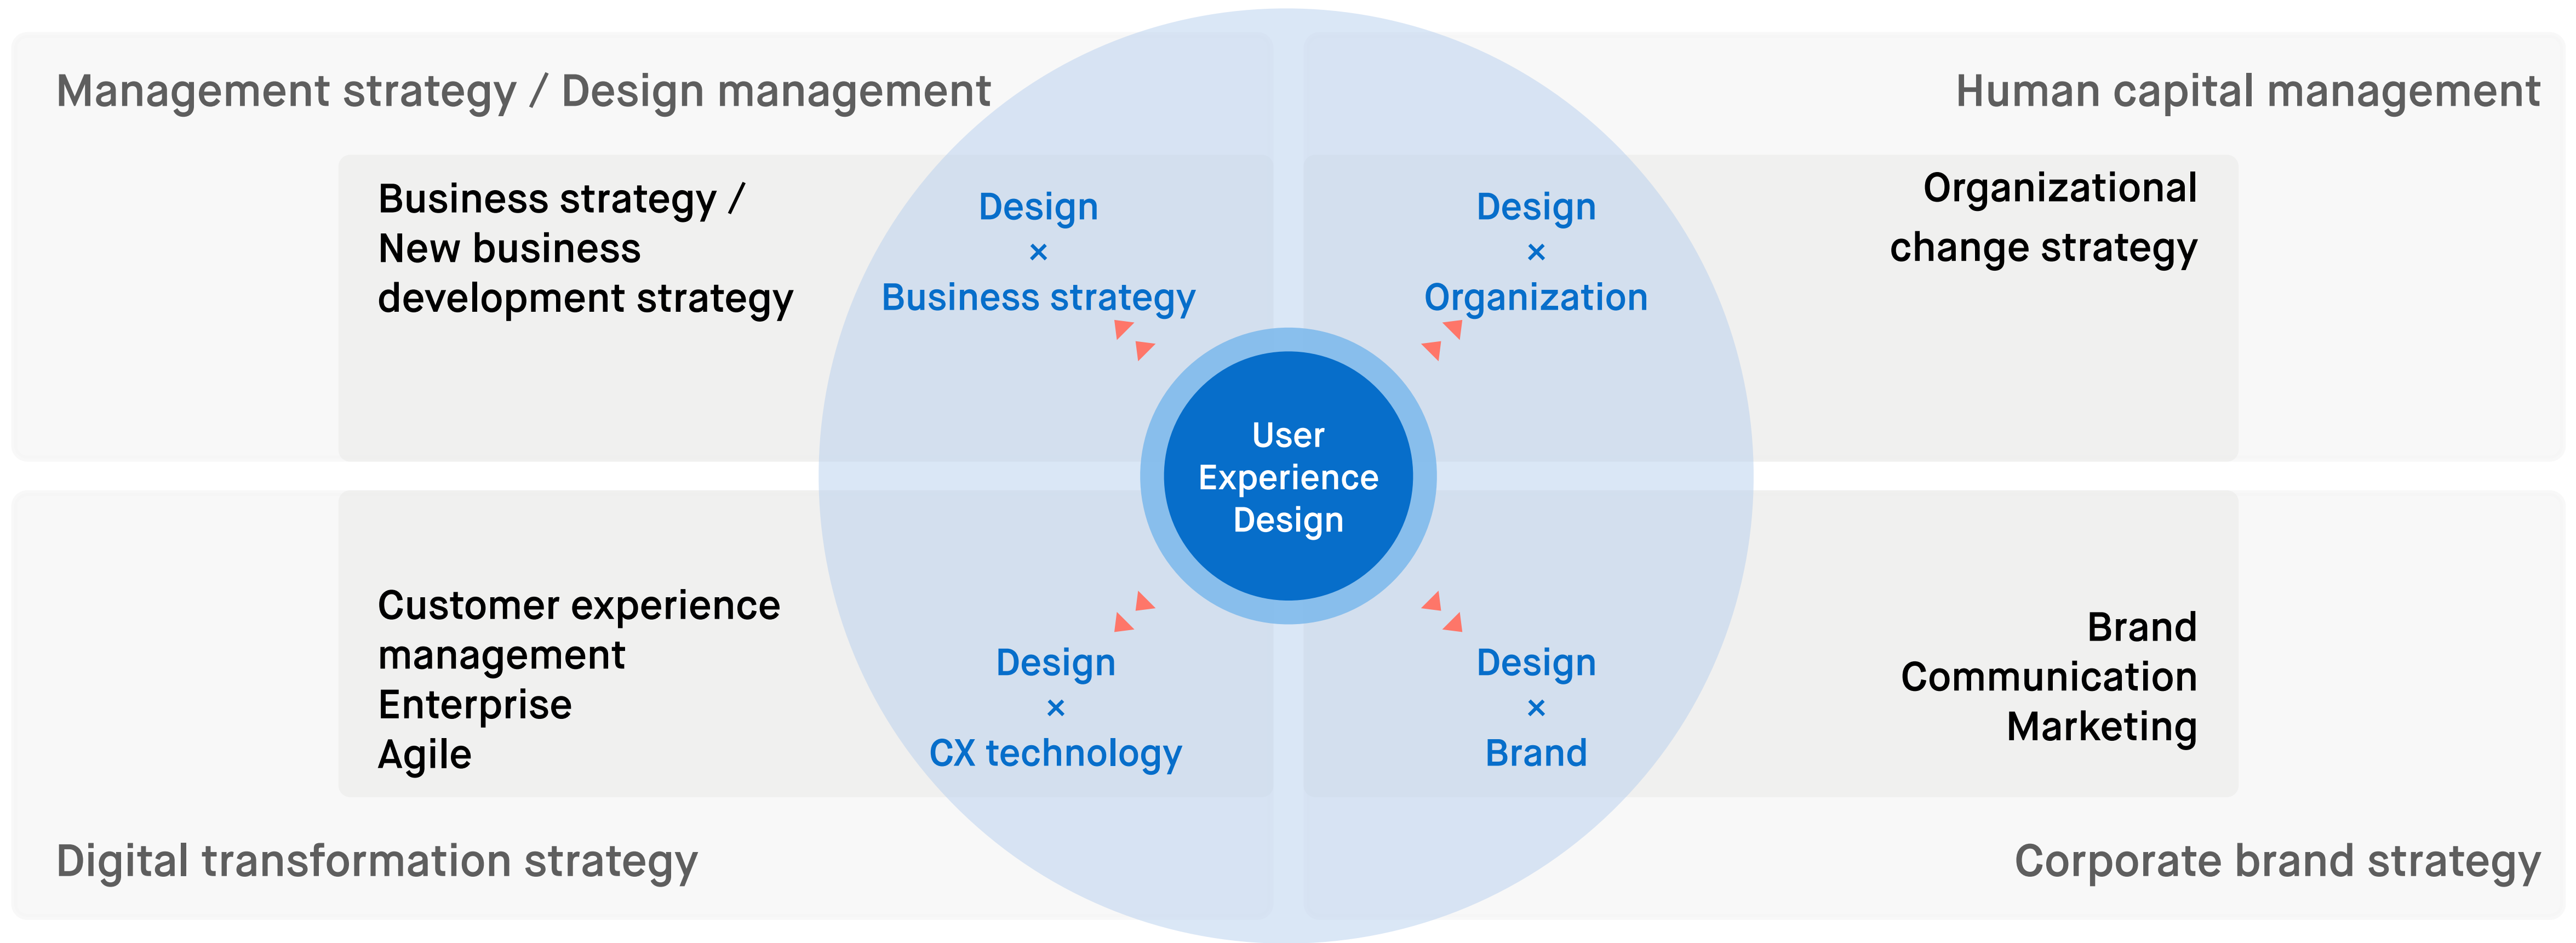 Management strategy / Design management
Business strategy /
New business
development strategy
Design
×
Business strategy
Human capital management
Organizational
change strategy
Design
×
Organization
User
Experience
Design
Customer experience
management
Enterprise
Agile
Design
×
CX technology
Digital transformation strategy
Design
×
Brand
Brand
Communication
Marketing
Corporate brand strategy